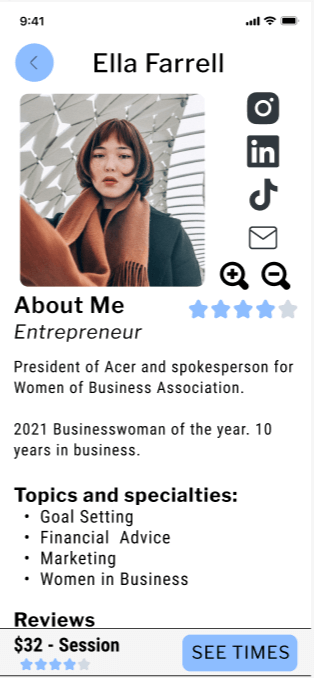 9:41
Ella Farrell
in
About Me
Entrepreneur
President of Acer and spokesperson for
Women of Business Association.
2021 Businesswoman of the year. 10
years in business.
Topics and specialties:
• Goal Setting
• Financial  Advice
• Marketing
• Women in Business
Reviews
$32 - Session
SEE TIMES